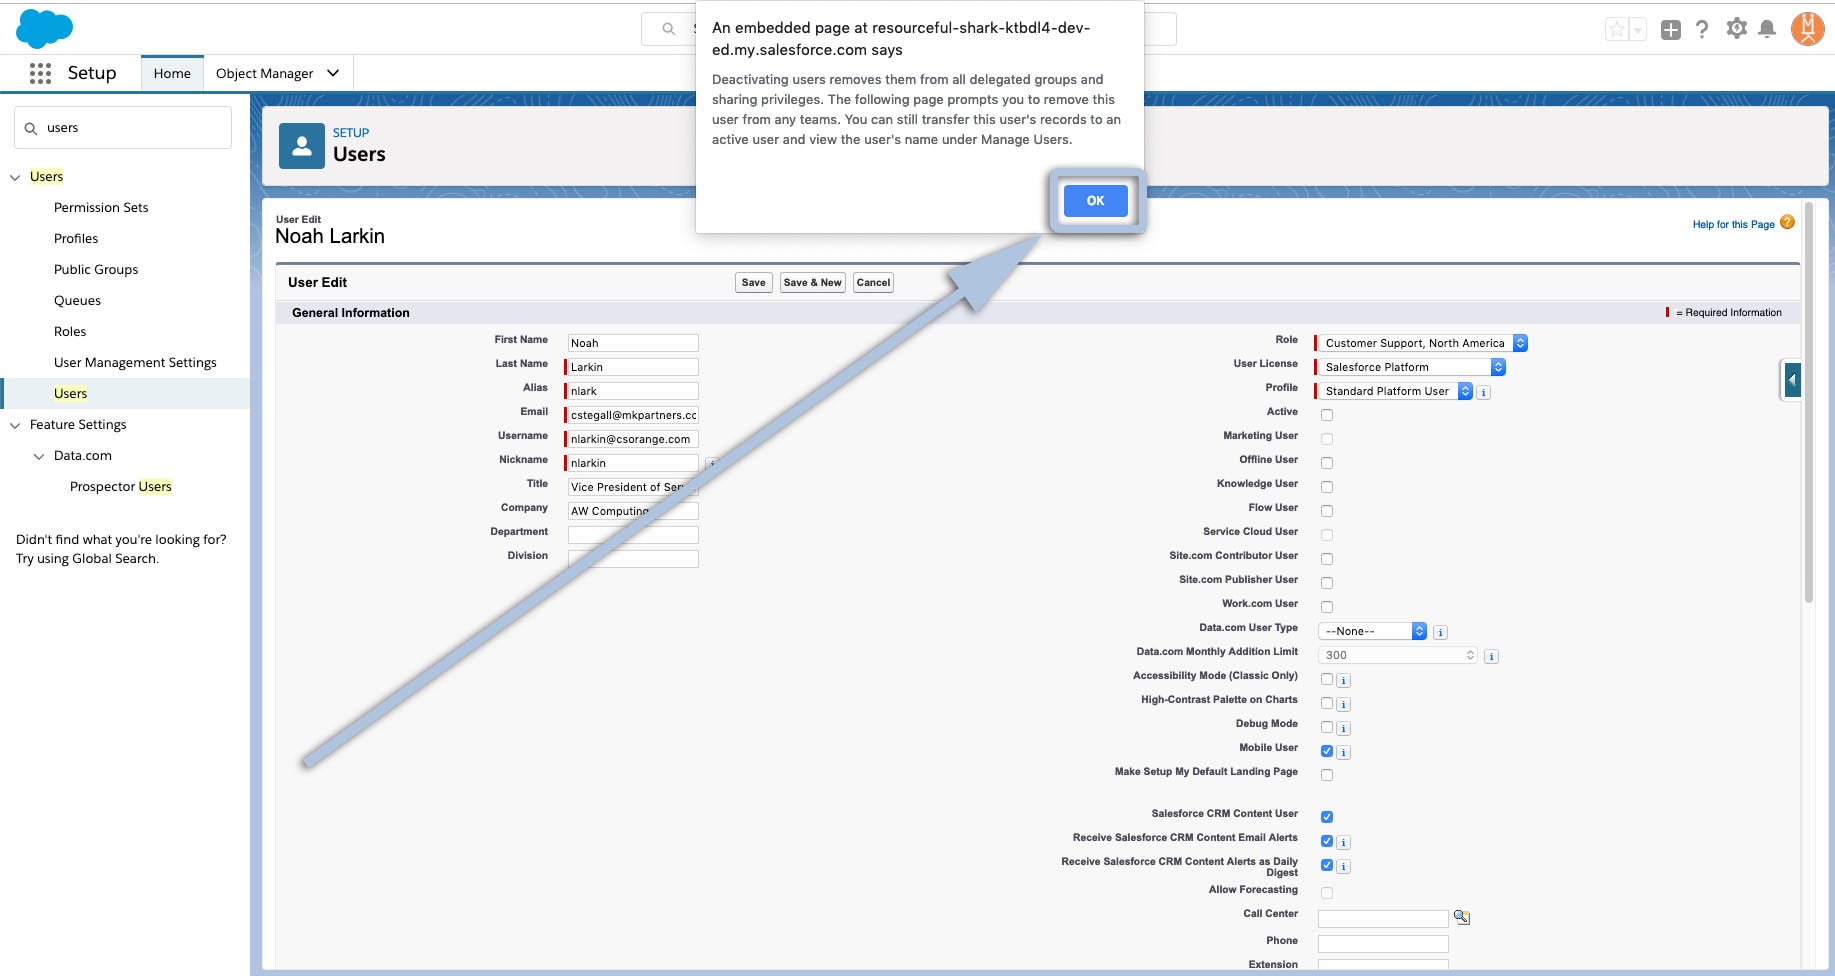 An embedded page at resourceful-shark-ktbdl4-dev-
ed.my.salesforce.com says
Deactivating users removes them from all delegated groups and
sharing privileges. The following page prompts you to remove this
user from any teams. You can still transfer this user's records to an
active user and view the user's name under Manage Users.
OK
Setup
Home
Object Manager
users
Users
Permission Sets
Profiles
Public Groups
Queues
Roles
User Management Settings
Users
Feature Settings
Data.com
Prospector Users
Didn't find what you're looking for?
Try using Global Search.
SETUP
Users
User Edit
Noah Larkin
Help for this Page
User Edit
Save
Save & New
Cancel
General Information
= Required Information
First Name Noah
Last Name Larkin
Alias nlark
Email cstegall@mkpartners.cc
Username nlarkin@csorange.com
Nickname nlarkin
Title Vice President of Ser
Company AW Computing
Department
Division
Role Customer Support, North America
User License Salesforce Platform
Profile Standard Platform User
Active
Marketing User
Offline User
Knowledge User
Flow User
Service Cloud User
Site.com Contributor User
Site.com Publisher User
Work.com User
Data.com User Type --None--
Data.com Monthly Addition Limit 300
Accessibility Mode (Classic Only)
High-Contrast Palette on Charts
Debug Mode
Mobile User
Make Setup My Default Landing Page
Salesforce CRM Content User
Receive Salesforce CRM Content Email Alerts
Receive Salesforce CRM Content Alerts as Daily
Digest
Allow Forecasting
Call Center
Phone
Extension